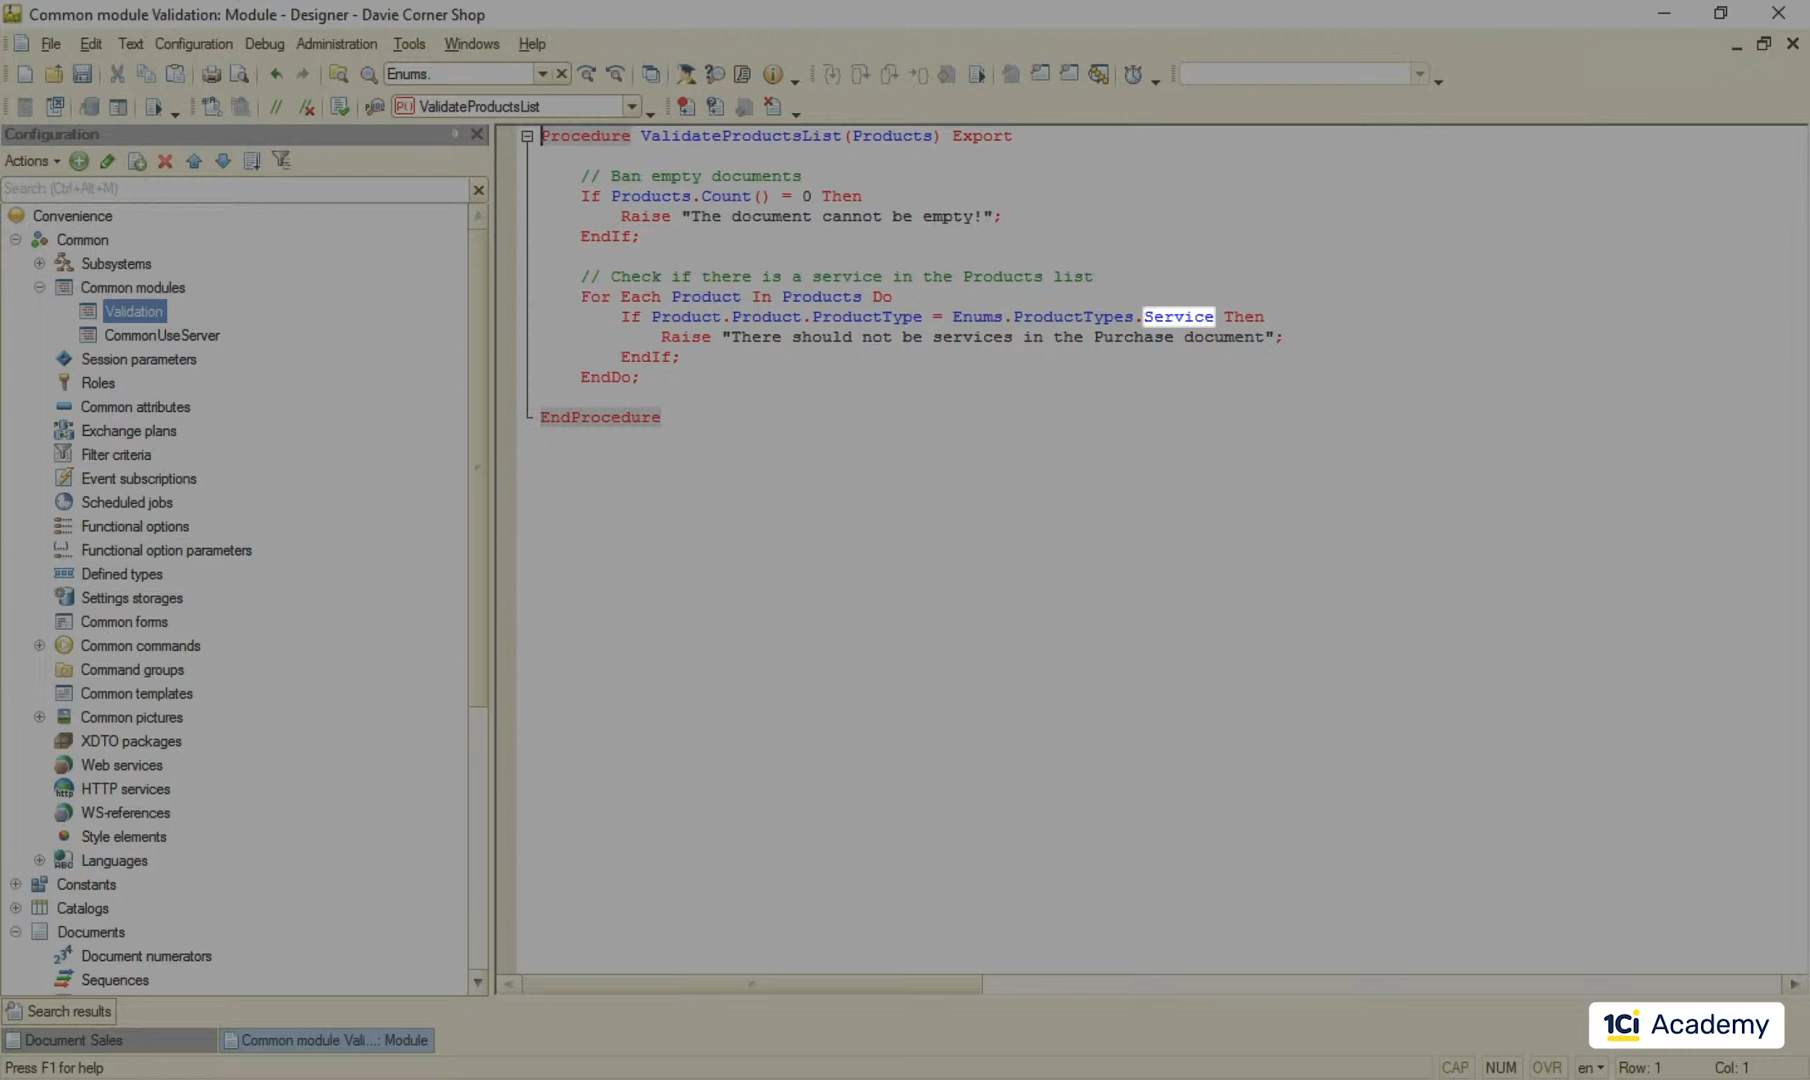 Common module Validation: Module - Designer - Davie Corner Shop
File Edit Text Configuration Debug Administration Tools Windows Help
Enums.
ValidateProductsList
Configuration
Actions
Search (Ctrl+Alt+M)
Convenience
Common
Subsystems
Common modules
Validation
CommonUseServer
Session parameters
Roles
Common attributes
Exchange plans
Filter criteria
Event subscriptions
Scheduled jobs
Functional options
Functional option parameters
Defined types
Settings storages
Common forms
Common commands
Command groups
Common templates
Common pictures
XDTO packages
Web services
HTTP services
WS-references
Style elements
Languages
Constants
Catalogs
Documents
Document numerators
Sequences
Procedure ValidateProductsList(Products) Export
// Ban empty documents
If Products.Count() = 0 Then
Raise "The document cannot be empty!";
EndIf;
// Check if there is a service in the Products list
For Each Product In Products Do
If Product.Product.ProductType = Enums.ProductTypes.Service Then
Raise "There should not be services in the Purchase document";
EndIf;
EndDo;
EndProcedure
Search results
Document Sales
Common module Vali...: Module
1Ci Academy
Press F1 for help
CAP NUM OVR en Row: 1 Col: 1